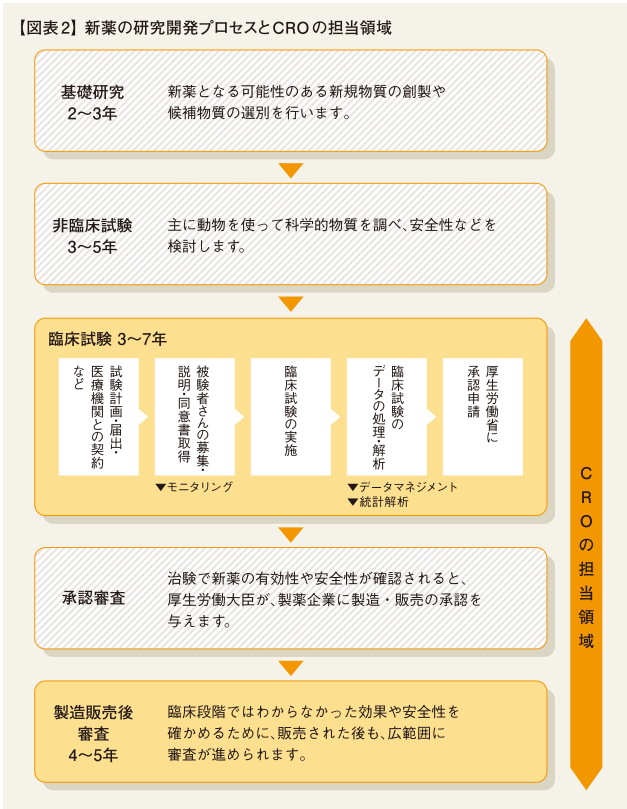 【図表2】新薬の研究開発プロセスとCROの担当領域
基礎研究
2〜3年
新薬となる可能性のある新規物質の創製や
候補物質の選別を行います。
非臨床試験
3〜5年
主に動物を使って科学的物質を調べ、安全性などを
検討します。
臨床試験 3〜7年
試験計画・届出・
医療機関との契約
など
被験者さんの募集・
説明・同意書取得
臨床試験の実施
臨床試験の
データの処理・解析
厚生労働省に
承認申請
▼モニタリング
▼データマネジメント
▼統計解析
承認審査
治験で新薬の有効性や安全性が確認されると、
厚生労働大臣が、製薬企業に製造・販売の承認を
与えます。
製造販売後
審査
4〜5年
臨床段階ではわからなかった効果や安全性を
確かめるために、販売された後も、広範囲に
審査が進められます。
CROの担当領域